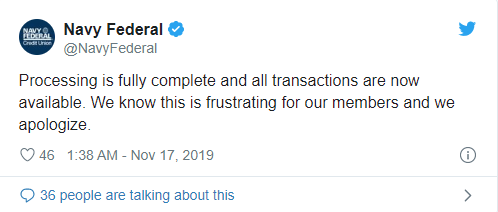 NAVY
FEDERAL
Credit Union
Navy Federal
@NavyFederal
Processing is fully complete and all transactions are now
available. We know this is frustrating for our members and we
apologize.
46 1:38 AM - Nov 17, 2019
36 people are talking about this